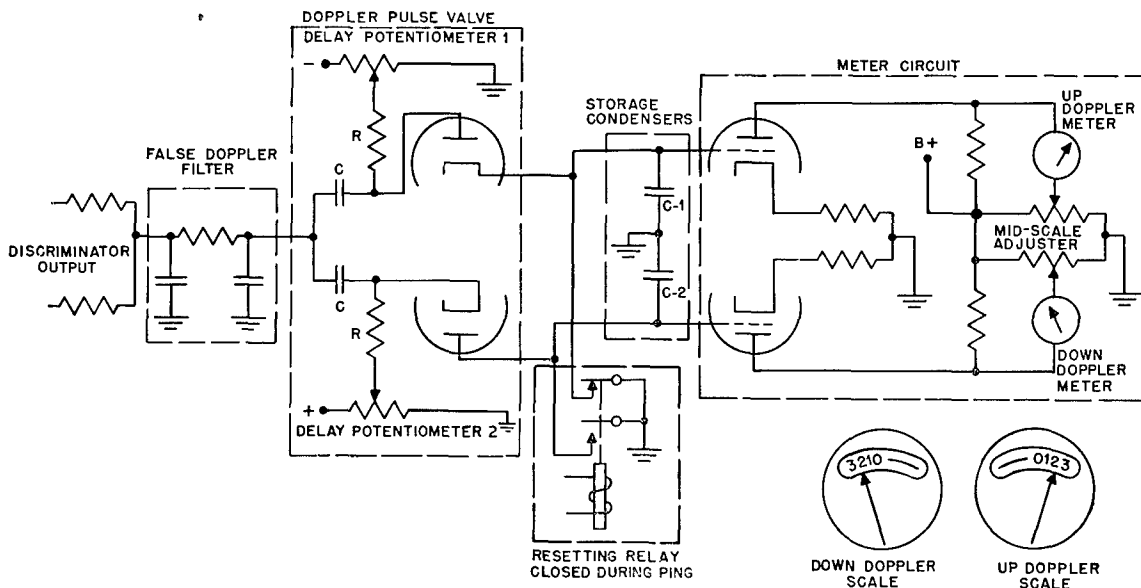 DOPPLER PULSE VALVE
DELAY POTENTIOMETER 1
METER CIRCUIT
UP
DOPPLER
METER
STORAGE
CONDENSERS
B+
FALSE DOPPLER
FILTER
R
C
C-1
DISCRIMINATOR
OUTPUT
MID-SCALE
ADJUSTER
C
C-2
R
DOWN
DOPPLER
METER
DELAY POTENTIOMETER 2
3210
0123
RESETTING RELAY
CLOSED DURING PING
DOWN DOPPLER
SCALE
UP DOPPLER
SCALE